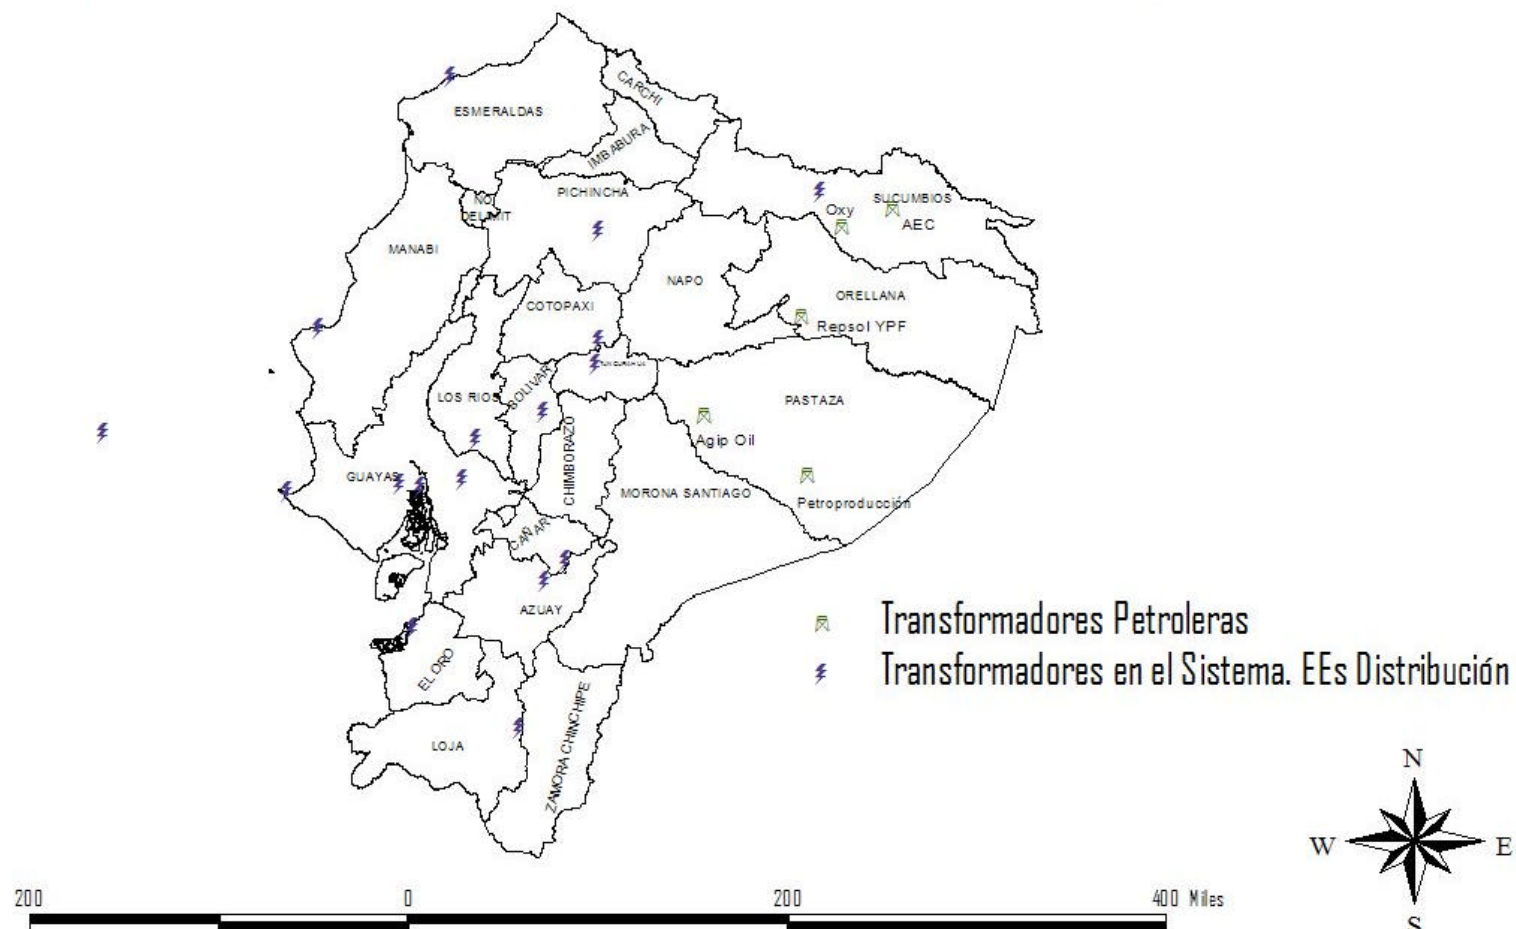 CARCHI
ESMERALDAS
IMBABURA
PICHINCHA
NO
DELIMIT
SUCUMBIOS
Oxy
AEC
MANABI
NAPO
ORELLANA
COTOPAXI
Repsol YPF
LOS RIOS
BOLIVAR
PASTAZA
Agip Oil
CHIMBORAZO
GUAYAS
MORONA SANTIAGO
Petroproducción
CAÑAR
AZUAY
EL ORO
ZAMORA CHINCHIPE
LOJA
Transformadores Petroleras
Transformadores en el Sistema. EEs Distribución
N
W
E
S
200 0 200 400 Miles